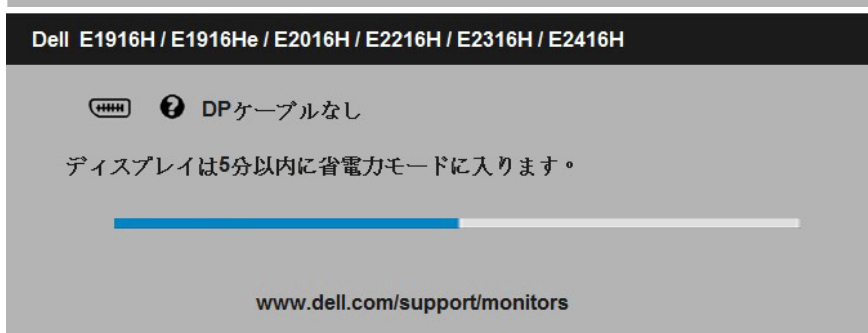 Dell E1916H / E1916He / E2016H / E2216H / E2316H / E2416H
? DPケーブルなし
ディスプレイは5分以内に省電力モードに入ります。
www.dell.com/support/monitors